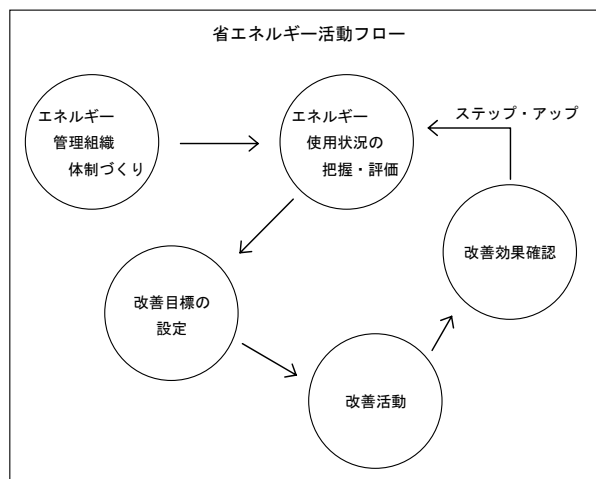 省エネルギー活動フロー
エネルギー
管理組織
体制づくり
エネルギー
使用状況の
把握・評価
ステップ・アップ
改善効果確認
改善目標の
設定
改善活動